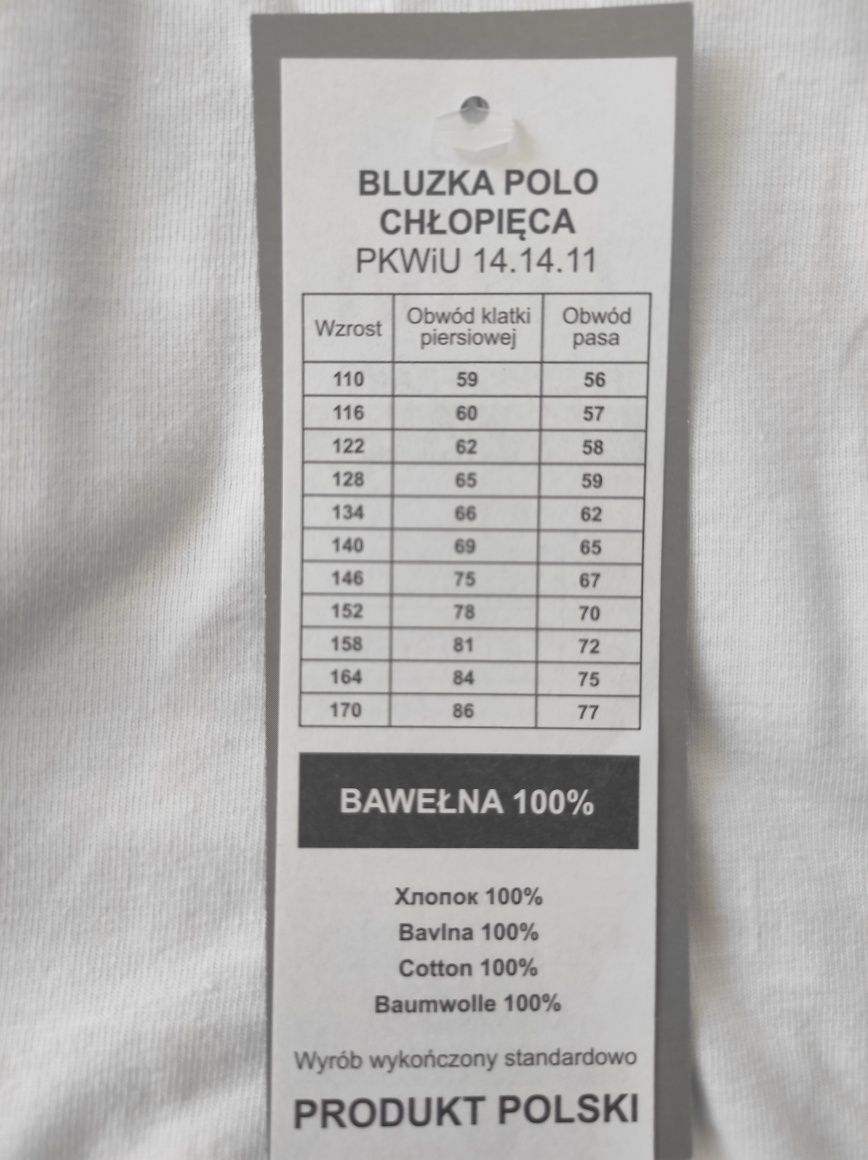 BLUZKA POLO
CHŁOPIĘCA
PKWiU 14.14.11
Wzrost Obwód klatki piersiowej Obwód pasa
110 59 56
116 60 57
122 62 58
128 65 59
134 66 62
140 69 65
146 75 67
152 78 70
158 81 72
164 84 75
170 86 77
BAWEŁNA 100%
Хлопок 100%
Bavlna 100%
Cotton 100%
Baumwolle 100%
Wyrób wykończony standardowo
PRODUKT POLSKI